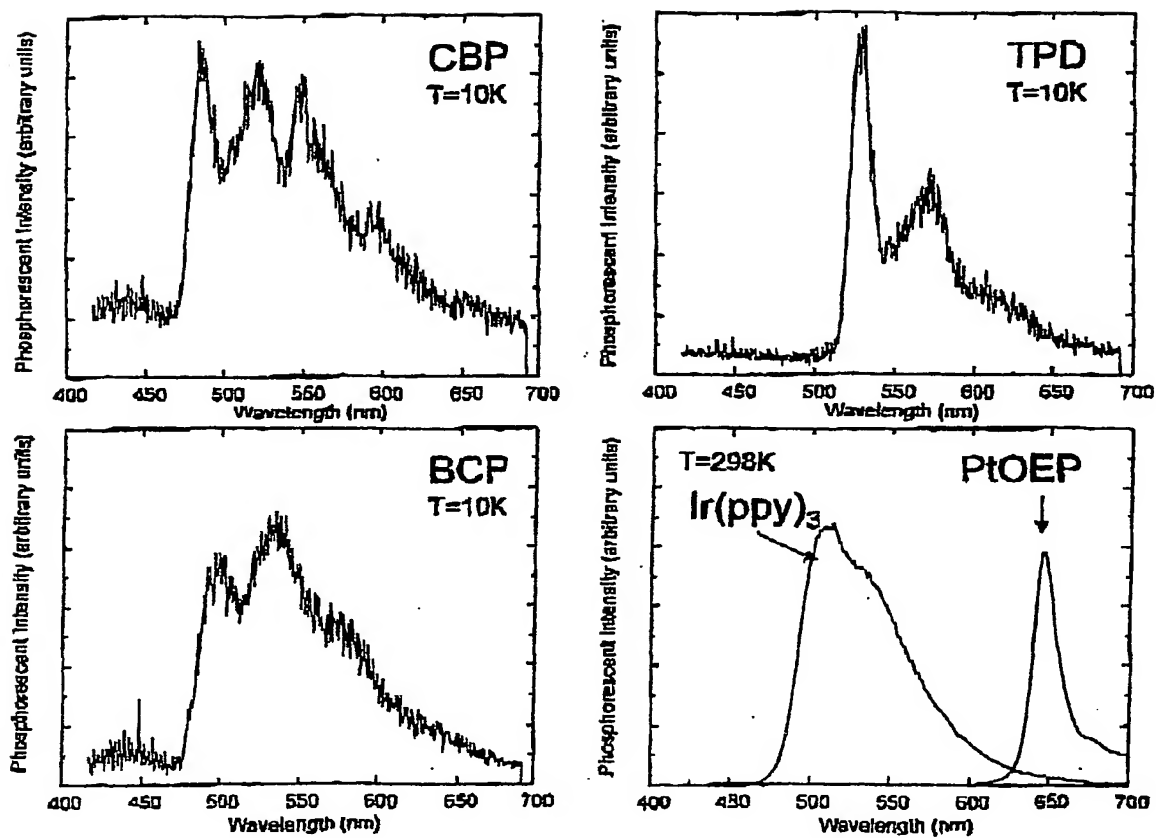 Phosphorescent Intensity (arbitrary units)
CBP
T=10K
400 450 500 550 600 650 700
Wavelength (nm)
Phosphorescent Intensity (arbitrary units)
TPD
T=10K
400 450 500 550 600 650 700
Wavelength (nm)
Phosphorescent Intensity (arbitrary units)
BCP
T=10K
400 450 500 550 600 650 700
Wavelength (nm)
Phosphorescent Intensity (arbitrary units)
T=298K
PtOEP
Ir(ppy)3
400 450 500 550 600 650 700
Wavelength (nm)